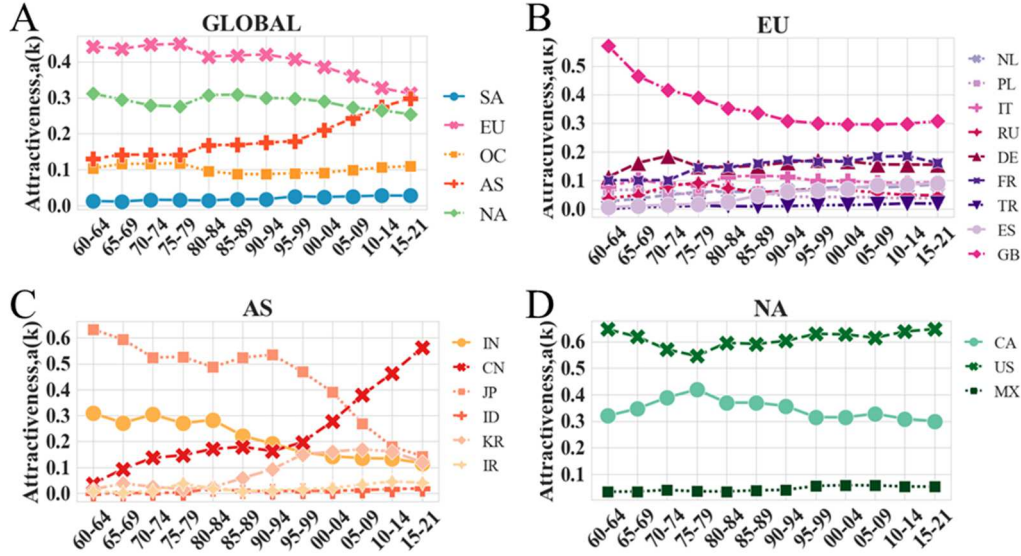 A
GLOBAL
Attractiveness,a(k)
0.4
0.3
0.2
0.1
0.0
60-64
65-69
70-74
75-79
80-84
85-89
90-94
95-99
00-04
05-09
10-14
15-21
SA
EU
OC
AS
NA
B
EU
Attractiveness,a(k)
0.5
0.4
0.3
0.2
0.1
0.0
60-64
65-69
70-74
75-79
80-84
85-89
90-94
95-99
00-04
05-09
10-14
15-21
NL
PL
IT
RU
DE
FR
TR
ES
GB
C
AS
Attractiveness,a(k)
0.6
0.5
0.4
0.3
0.2
0.1
0.0
60-64
65-69
70-74
75-79
80-84
85-89
90-94
95-99
00-04
05-09
10-14
15-21
IN
CN
JP
ID
KR
IR
D
NA
Attractiveness,a(k)
0.6
0.5
0.4
0.3
0.2
0.1
60-64
65-69
70-74
75-79
80-84
85-89
90-94
95-99
00-04
05-09
10-14
15-21
CA
US
MX